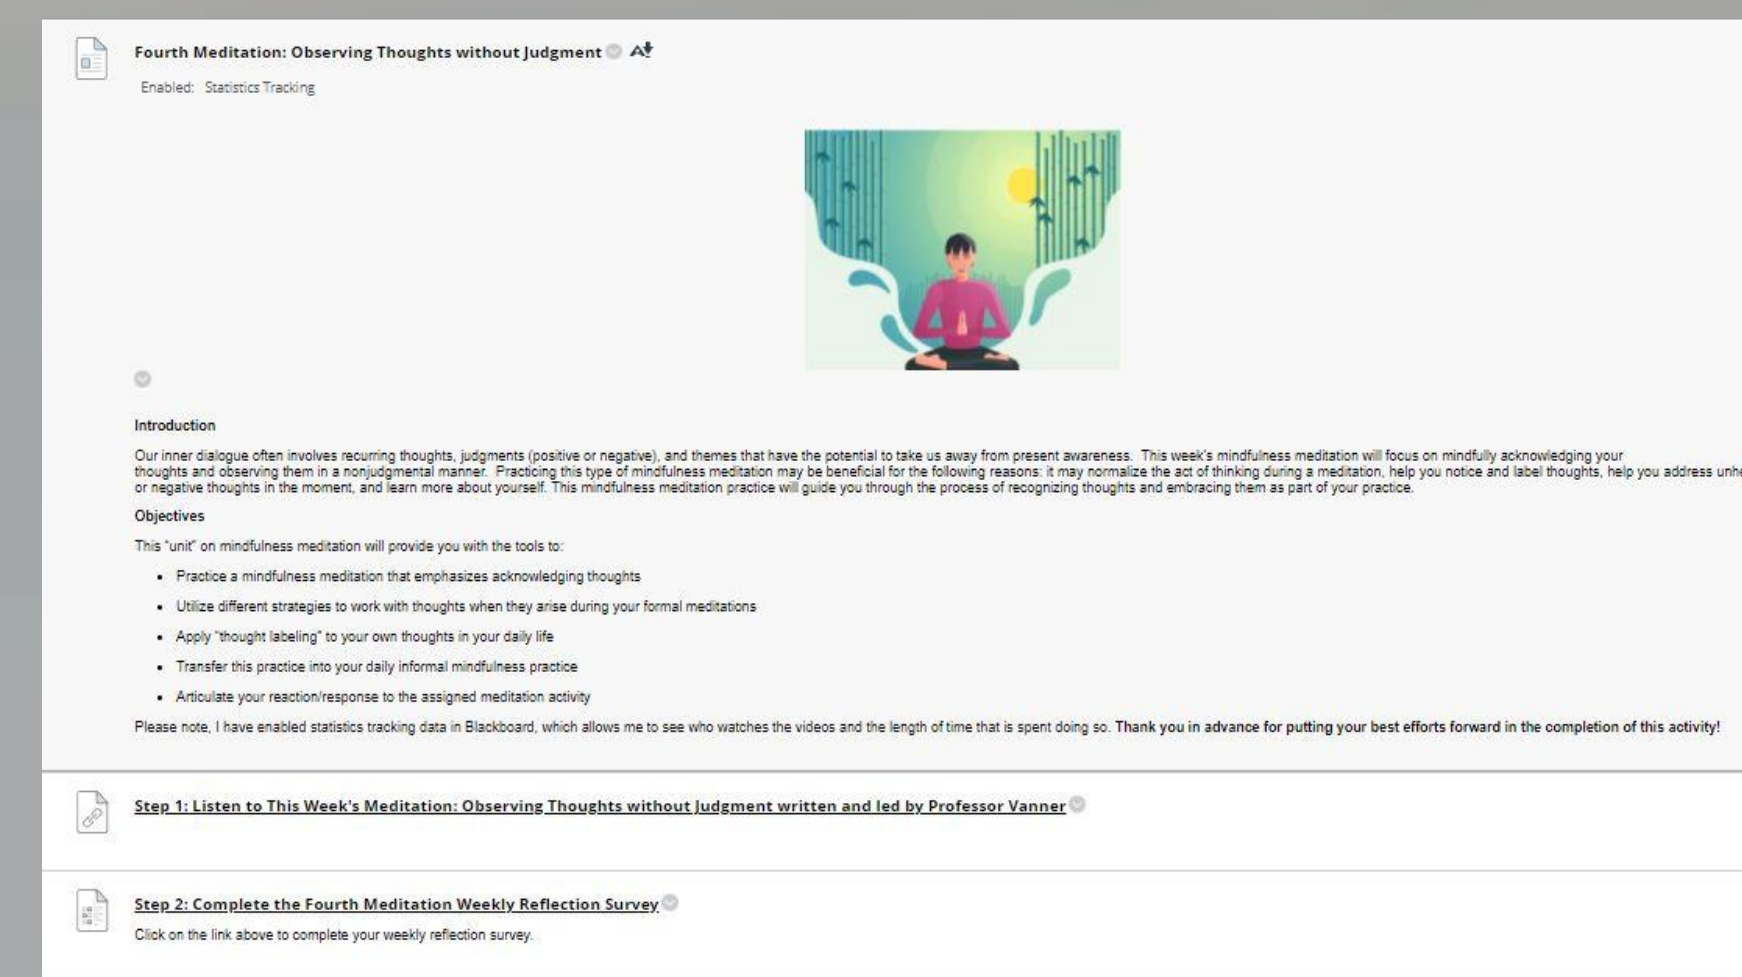 Fourth Meditation: Observing Thoughts without Judgment
Enabled: Statistics Tracking
Introduction
Our inner dialogue often involves recurring thoughts, judgments (positive or negative), and themes that have the potential to take us away from present awareness. This week's mindfulness meditation will focus on mindfully acknowledging your
thoughts and observing them in a nonjudgmental manner. Practicing this type of mindfulness meditation may be beneficial for the following reasons: it may normalize the act of thinking during a meditation, help you notice and label thoughts, help you address
or negative thoughts in the moment, and learn more about yourself. This mindfulness meditation practice will guide you through the process of recognizing thoughts and embracing them as part of your practice.
Objectives
This "unit" on mindfulness meditation will provide you with the tools to:
• Practice a mindfulness meditation that emphasizes acknowledging thoughts
• Utilize different strategies to work with thoughts when they arise during your formal meditations
• Apply "thought labeling" to your own thoughts in your daily life
• Transfer this practice into your daily informal mindfulness practice
• Articulate your reaction/response to the assigned meditation activity
Please note, I have enabled statistics tracking data in Blackboard, which allows me to see who watches the videos and the length of time that is spent doing so. Thank you in advance for putting your best efforts forward in the completion of this activity!
Step 1: Listen to This Week's Meditation: Observing Thoughts without Judgment written and led by Professor Vanner
Step 2: Complete the Fourth Meditation Weekly Reflection Survey
Click on the link above to complete your weekly reflection survey.